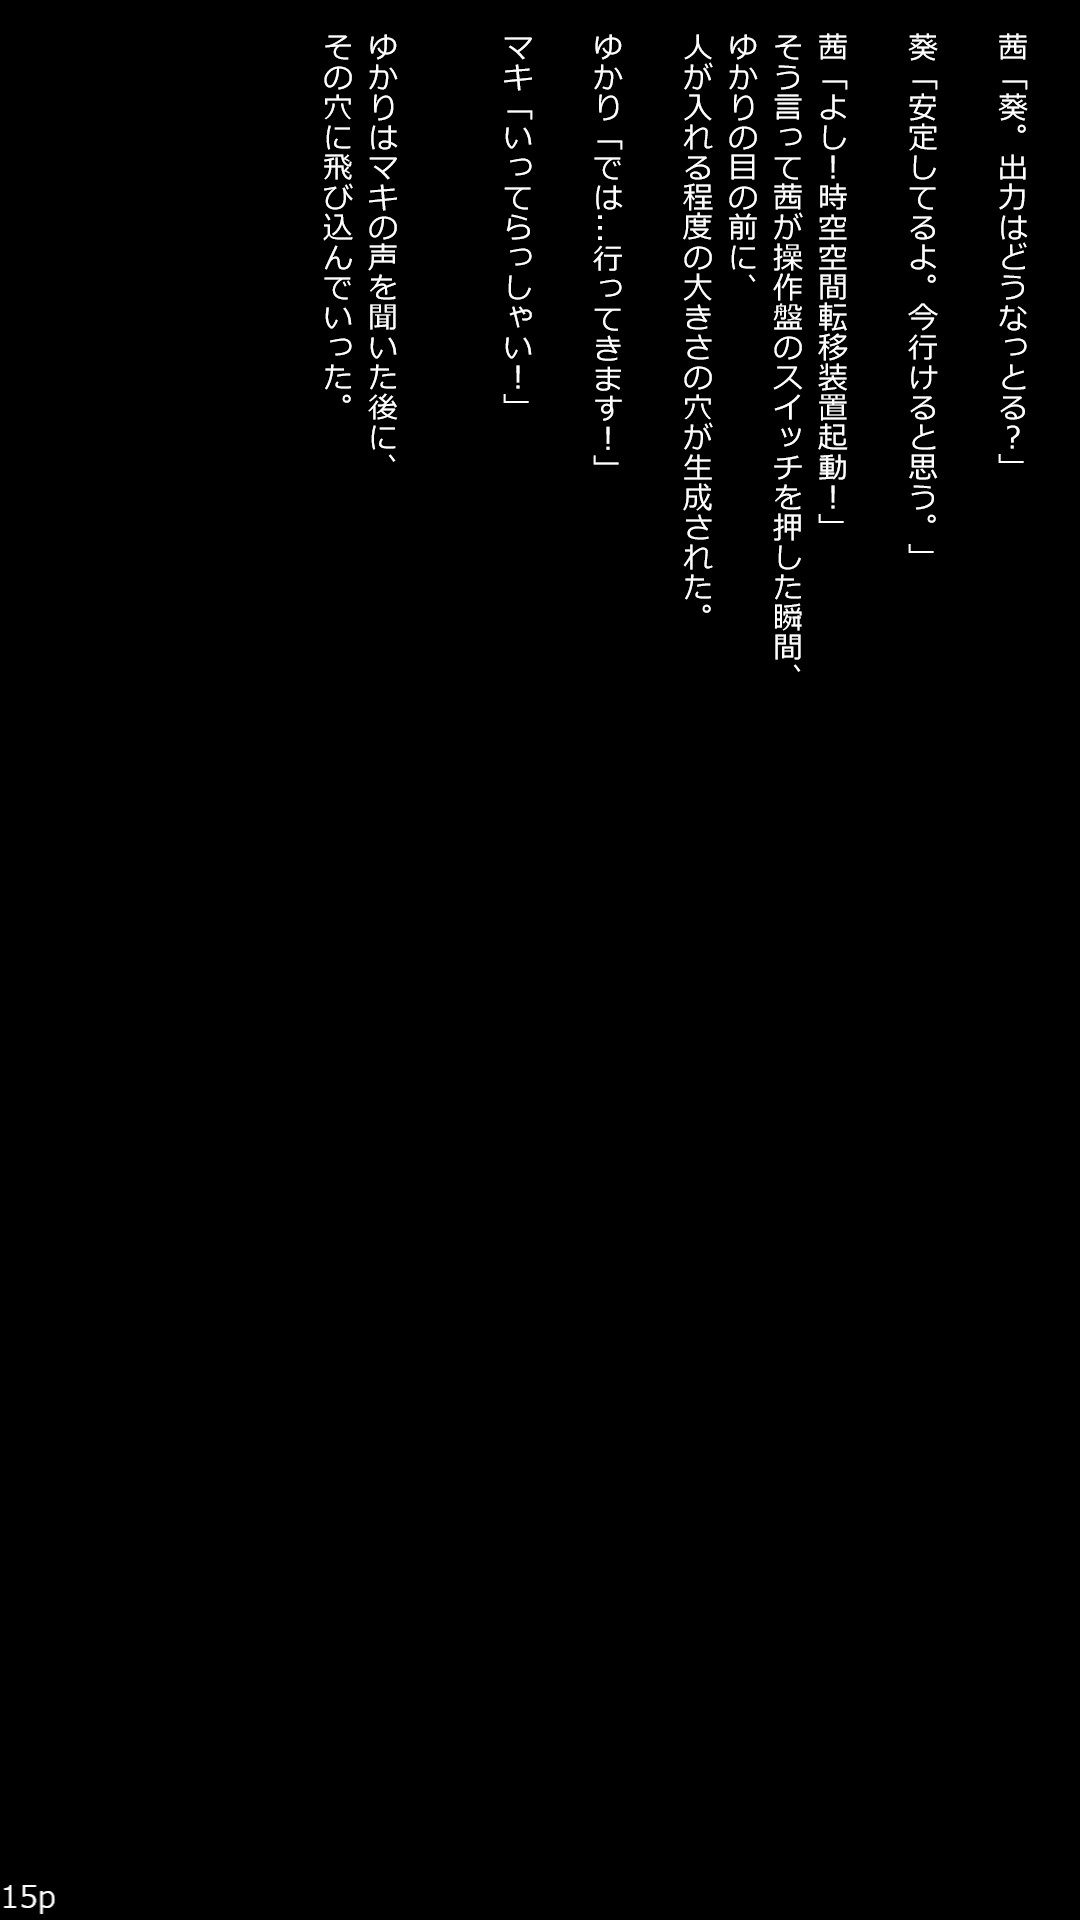 茜「葵。出力はどうなっとる？」
葵「安定してるよ。今行けると思う。」
茜「よし！時空空間転移装置起動！」
そう言って茜が操作盤のスイッチを押した瞬間、
ゆかりの目の前に、
人が入れる程度の大きさの穴が生成された。
ゆかり「では…行ってきます！」
マキ「いってらっしゃい！」
ゆかりはマキの声を聞いた後に、
その穴に飛び込んでいった。
15p